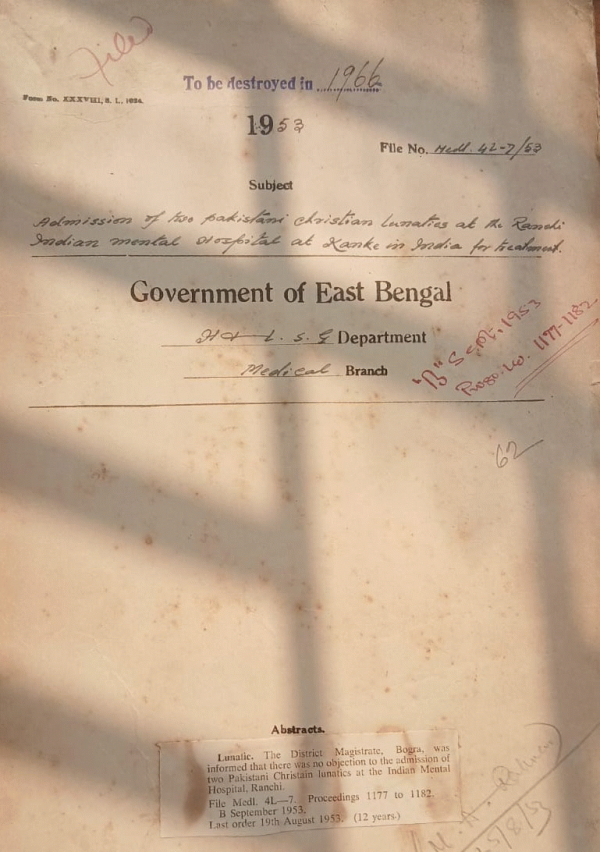 Filed
To be destroyed in 1966
Form No. XXXVIII, S. L., 1934.
1953
File No. Medl. 4L-7/53
Subject
Admission of two pakistani christian lunatics at the Ranchi
Indian mental Hospital at Kanke in India for treatment.
Government of East Bengal
H & L. S. G Department
Medical Branch
"B" Sept. 1953
Progs. No. 1177-1182
62
Abstracts.
Lunatic. The District Magistrate, Bogra, was
informed that there was no objection to the admission of
two Pakistani Christain lunatics at the Indian Mental
Hospital, Ranchi.
File Medl. 4L—7. Proceedings 1177 to 1182.
B September 1953.
Last order 19th August 1953. (12 years.)
M. A. Rahman